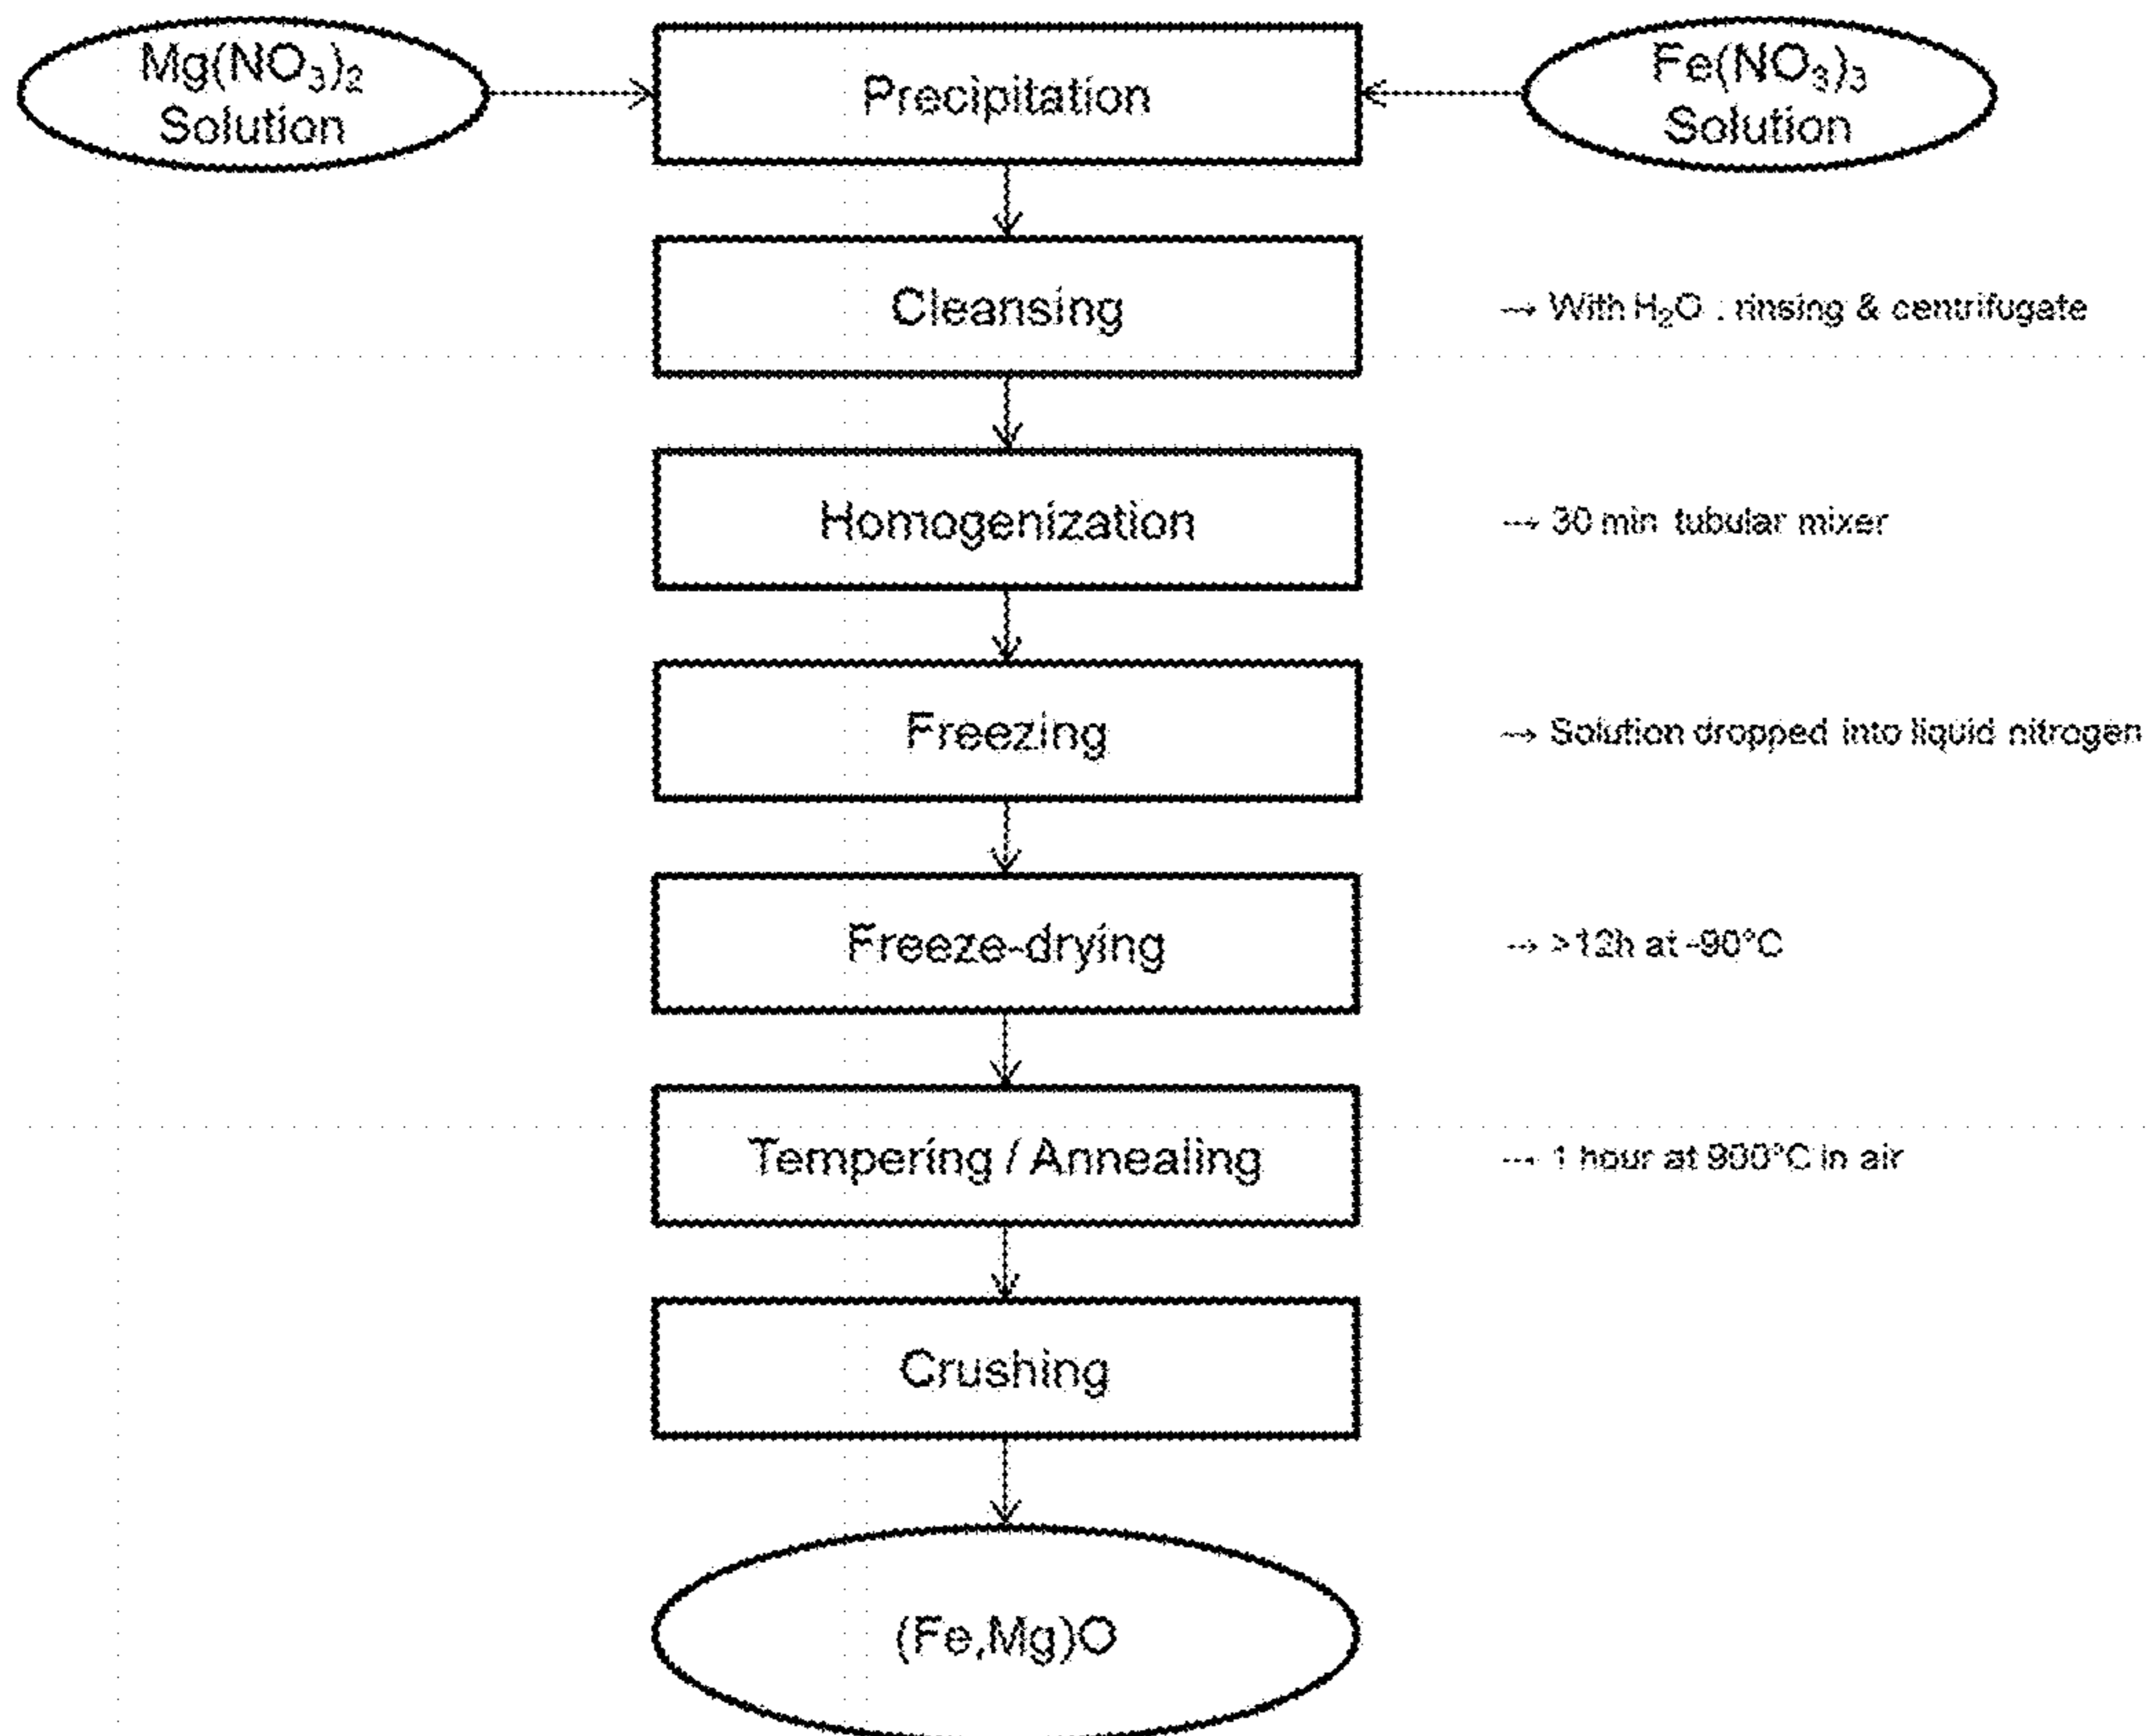 Mg(NO₃)₂
Solution
Precipitation
Fe(NO₃)₃
Solution
Cleansing
→ With H₂O : rinsing & centrifugate
Homogenization
→ 30 min tubular mixer
Freezing
→ Solution dropped into liquid nitrogen
Freeze-drying
→ >12h at -90°C
Tempering / Annealing
→ 1 hour at 900°C in air
Crushing
(Fe,Mg)O